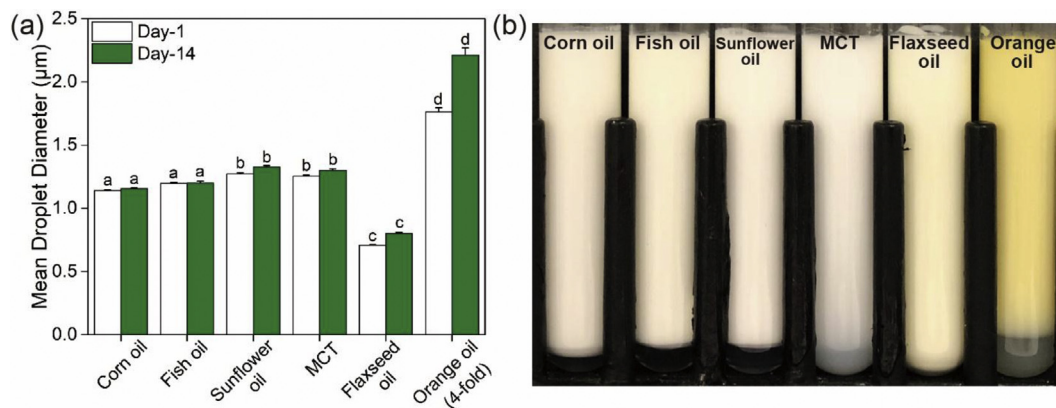 (a)
Mean Droplet Diameter (μm)
2.5
2.0
1.5
1.0
0.5
0.0
Day-1
Day-14
a a
a a
b b
b b
c c
d d
Corn oil
Fish oil
Sunflower
oil
MCT
Flaxseed
oil
Orange oil
(4-fold)
(b)
Corn oil
Fish oil
Sunflower
oil
MCT
Flaxseed
oil
Orange
oil